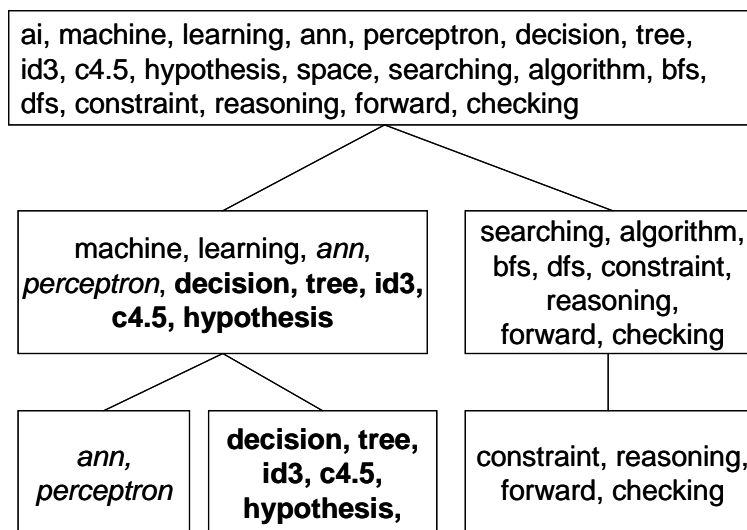 ai, machine, learning, ann, perceptron, decision, tree,
id3, c4.5, hypothesis, space, searching, algorithm, bfs,
dfs, constraint, reasoning, forward, checking
machine, learning, ann,
perceptron, decision, tree, id3,
c4.5, hypothesis
searching, algorithm,
bfs, dfs, constraint,
reasoning,
forward, checking
ann,
perceptron
decision, tree,
id3, c4.5,
hypothesis,
constraint, reasoning,
forward, checking